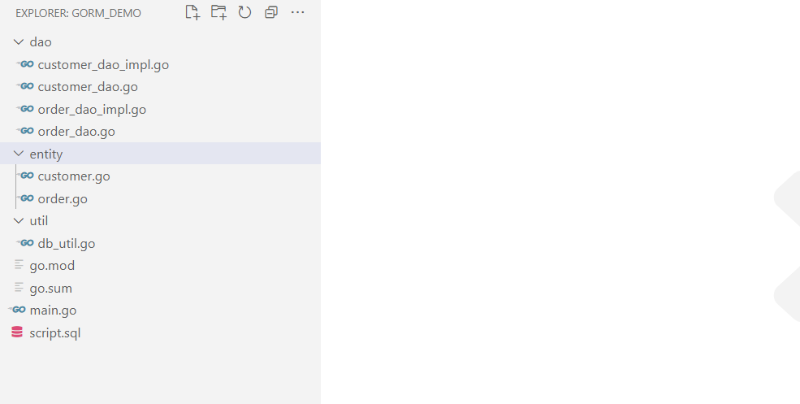 EXPLORER: GORM_DEMO
dao
GO customer_dao_impl.go
GO customer_dao.go
GO order_dao_impl.go
GO order_dao.go
entity
GO customer.go
GO order.go
util
GO db_util.go
go.mod
go.sum
GO main.go
script.sql